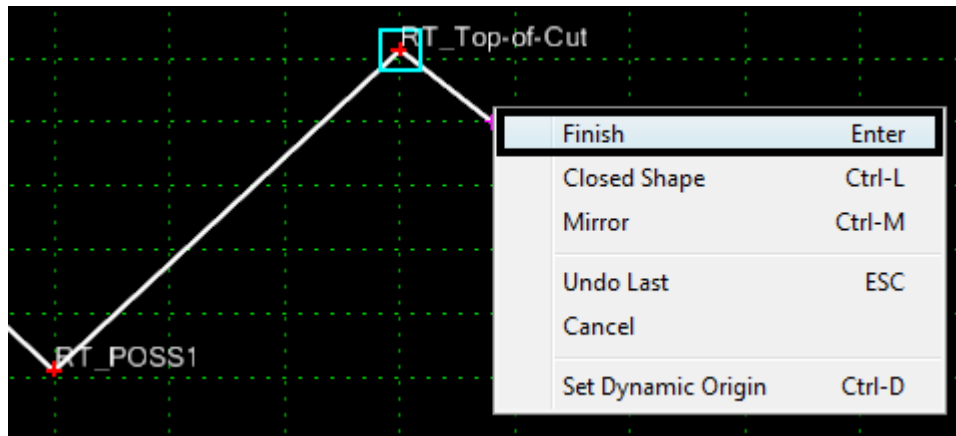 RT_Top-of-Cut
Finish Enter
Closed Shape Ctrl-L
Mirror Ctrl-M
Undo Last ESC
Cancel
RT_POSS1
Set Dynamic Origin Ctrl-D